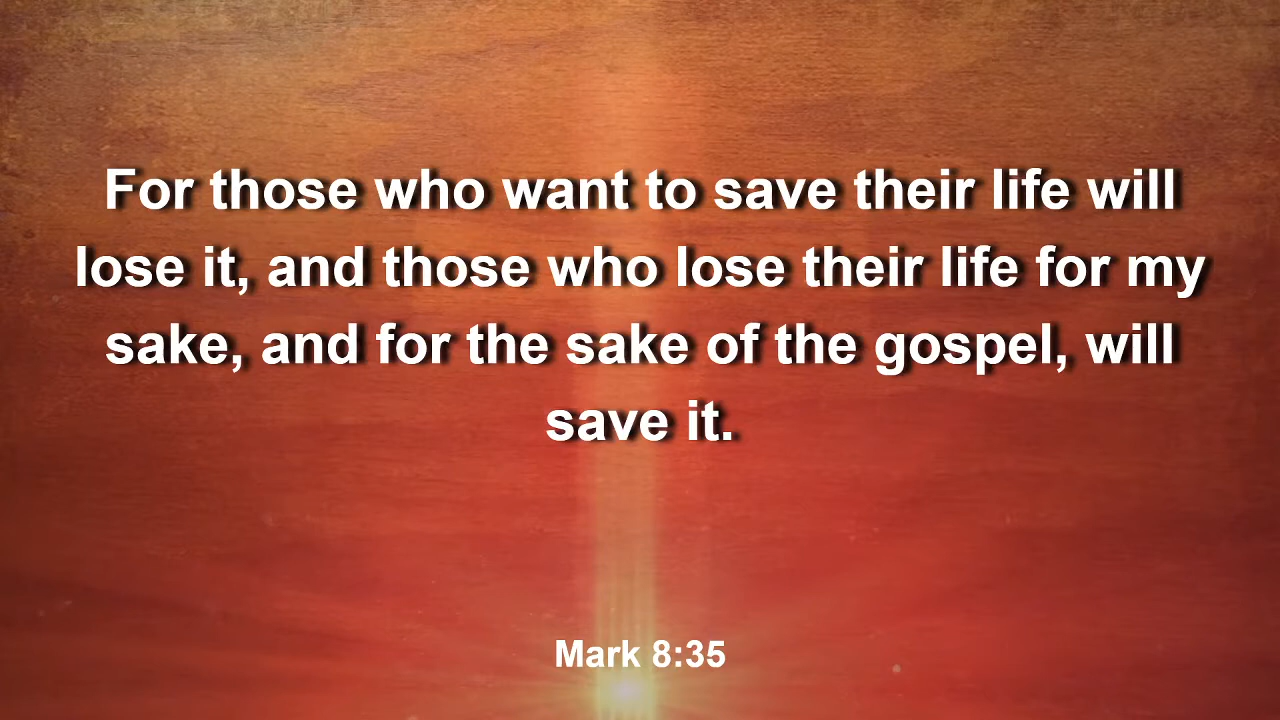 For those who want to save their life will
lose it, and those who lose their life for my
sake, and for the sake of the gospel, will
save it.
Mark 8:35